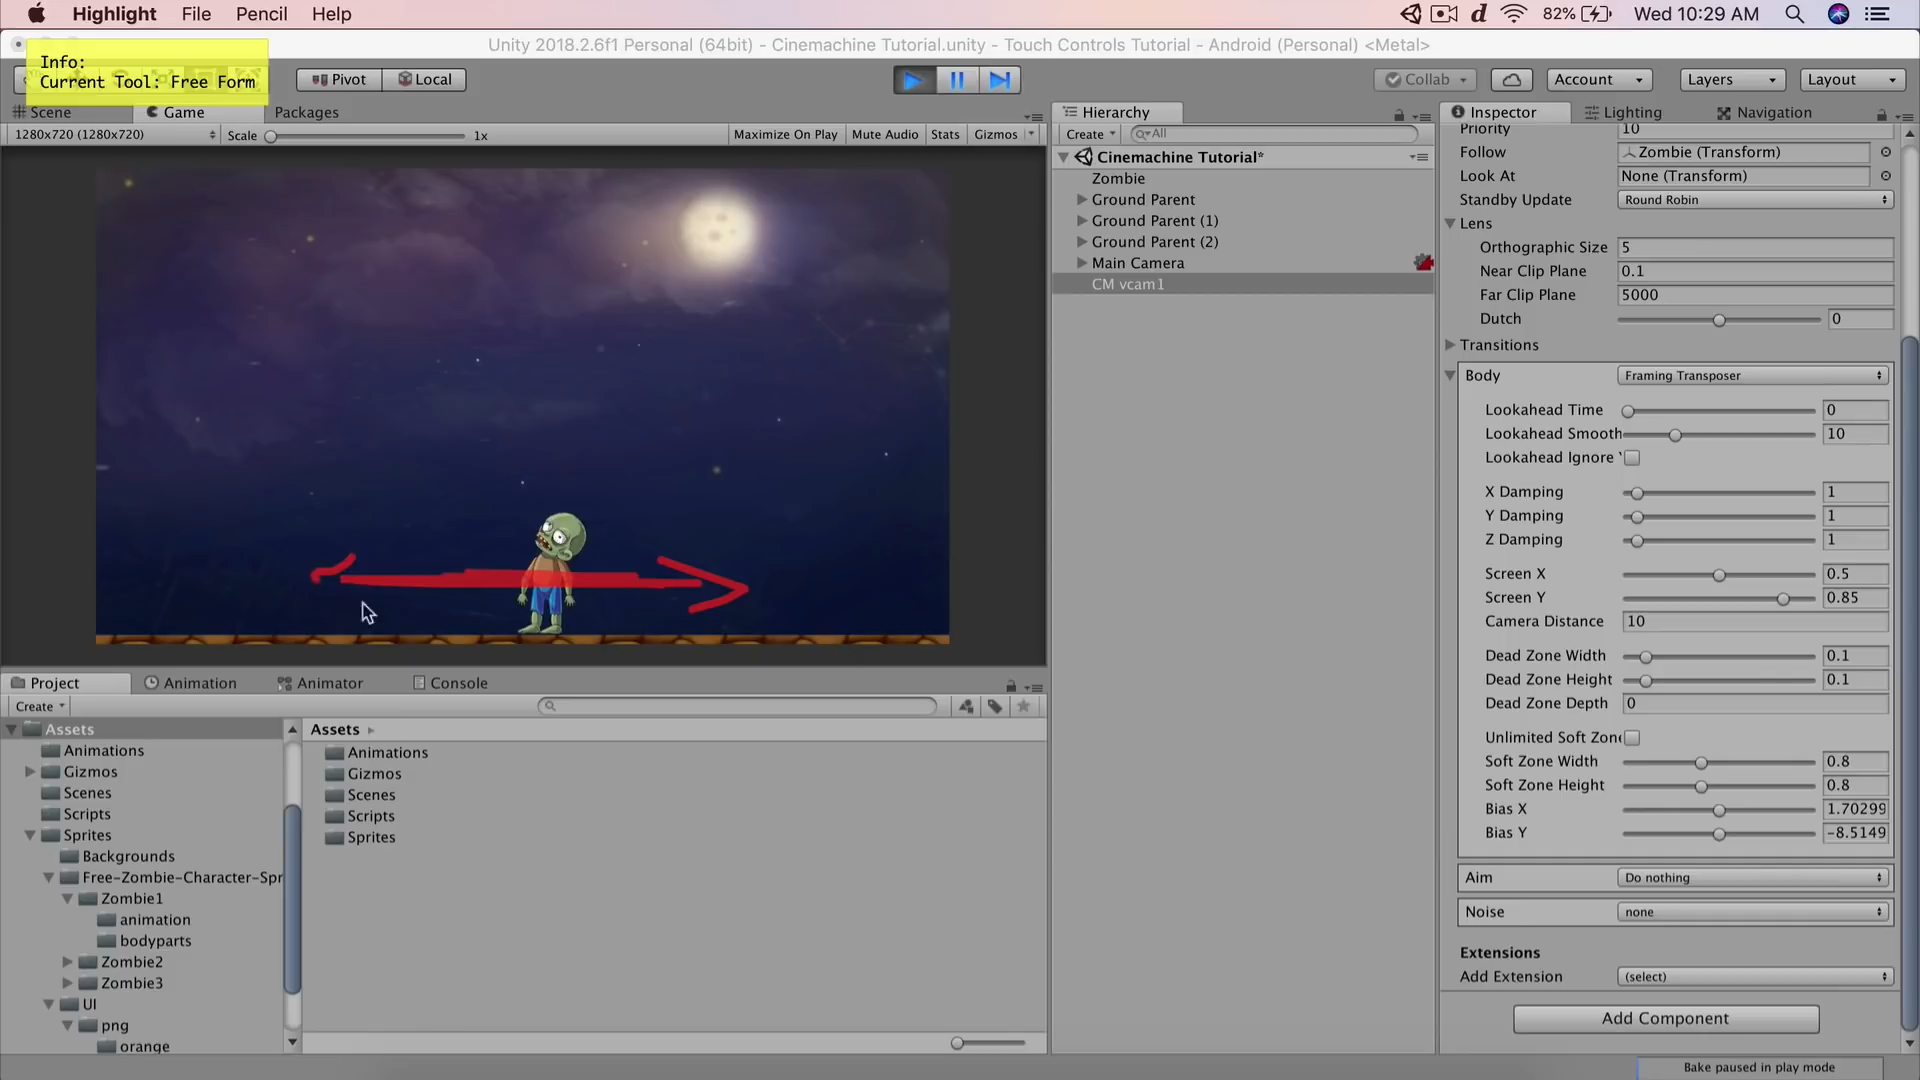 Highlight File Pencil Help
d 82% Wed 10:29 AM
Unity 2018.2.6f1 Personal (64bit) - Cinemachine Tutorial.unity - Touch Controls Tutorial - Android (Personal) <Metal>
Info:
Current Tool: Free Form
Pivot Local
Collab Account Layers Layout
Scene Game Packages
1280x720 (1280x720) Scale 1x Maximize On Play Mute Audio Stats Gizmos
Hierarchy
Create All
Cinemachine Tutorial*
Zombie
Ground Parent
Ground Parent (1)
Ground Parent (2)
Main Camera
CM vcam1
Inspector Lighting Navigation
Priority 10
Follow Zombie (Transform)
Look At None (Transform)
Standby Update Round Robin
Lens
Orthographic Size 5
Near Clip Plane 0.1
Far Clip Plane 5000
Dutch 0
Transitions
Body Framing Transposer
Lookahead Time 0
Lookahead Smooth 10
Lookahead Ignore
X Damping 1
Y Damping 1
Z Damping 1
Screen X 0.5
Screen Y 0.85
Camera Distance 10
Dead Zone Width 0.1
Dead Zone Height 0.1
Dead Zone Depth 0
Unlimited Soft Zone
Soft Zone Width 0.8
Soft Zone Height 0.8
Bias X 1.70299
Bias Y -8.5149
Aim Do nothing
Noise none
Extensions
Add Extension (select)
Add Component
Bake paused in play mode
Project Animation Animator Console
Create
Assets
Animations
Gizmos
Scenes
Scripts
Sprites
Backgrounds
Free-Zombie-Character-Spr
Zombie1
animation
bodyparts
Zombie2
Zombie3
UI
png
orange
Assets
Animations
Gizmos
Scenes
Scripts
Sprites